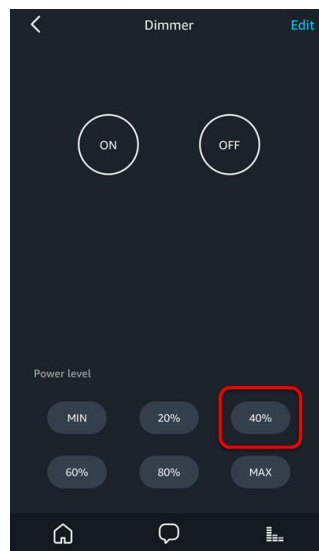 Dimmer Edit
ON OFF
Power level
MIN 20% 40%
60% 80% MAX